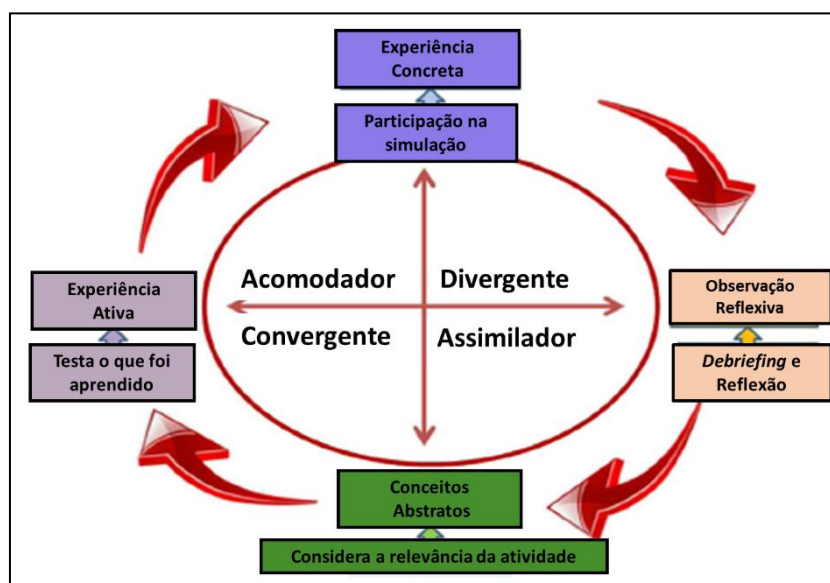 Experiência
Concreta
Participação na
simulação
Acomodador
Divergente
Experiência
Ativa
Observação
Reflexiva
Convergente
Assimilador
Testa o que foi
aprendido
Debriefing e
Reflexão
Conceitos
Abstratos
Considera a relevância da atividade